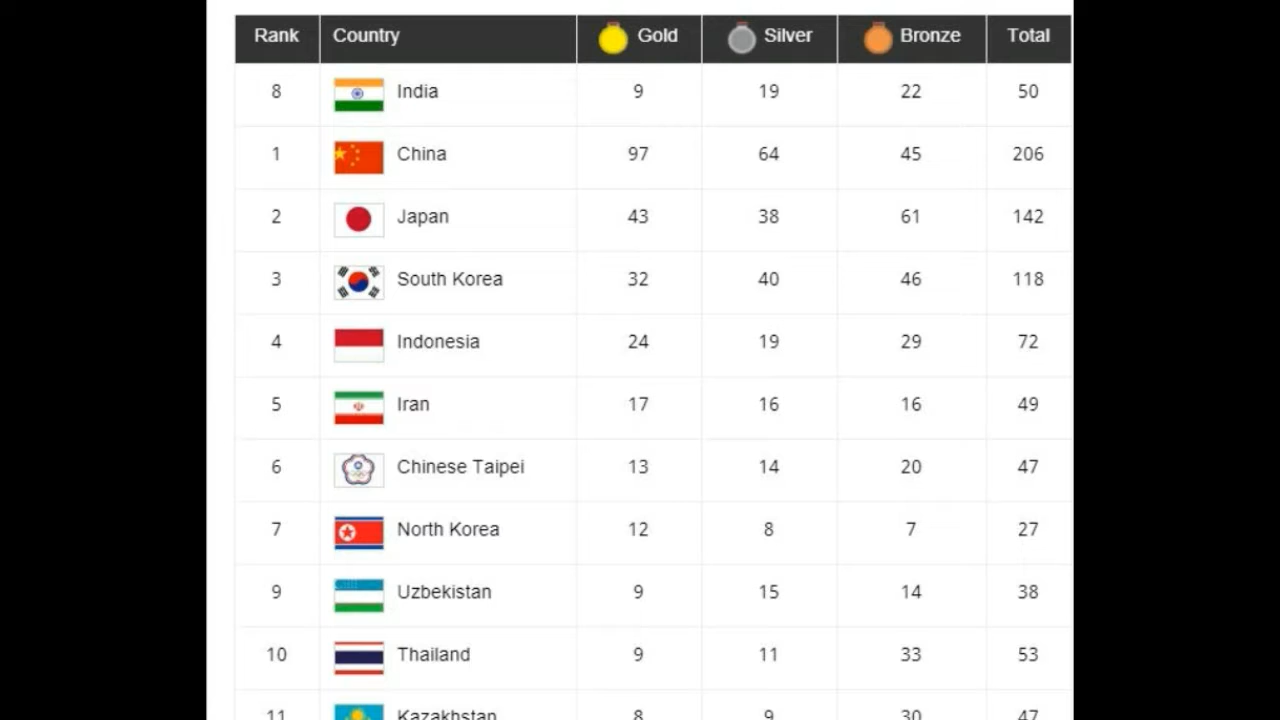 Rank Country Gold Silver Bronze Total
8 India 9 19 22 50
1 China 97 64 45 206
2 Japan 43 38 61 142
3 South Korea 32 40 46 118
4 Indonesia 24 19 29 72
5 Iran 17 16 16 49
6 Chinese Taipei 13 14 20 47
7 North Korea 12 8 7 27
9 Uzbekistan 9 15 14 38
10 Thailand 9 11 33 53
11 Kazakhstan 8 9 30 47